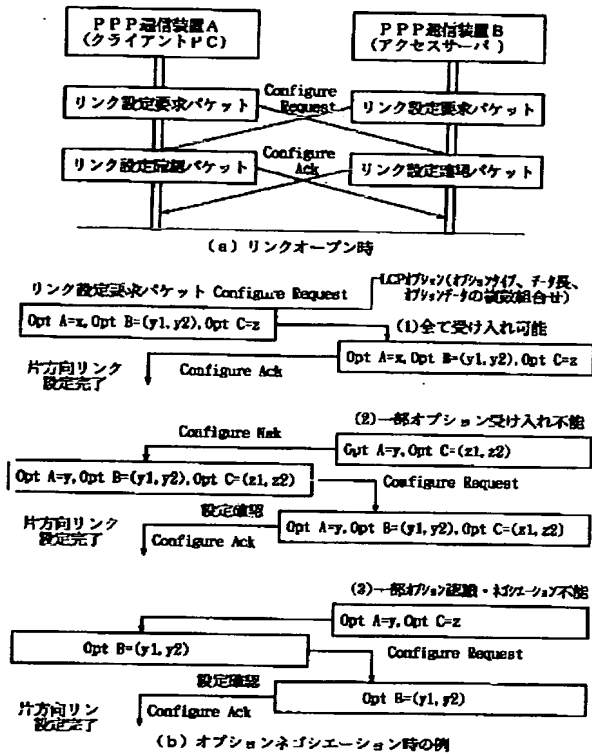 PPP通信装置A
(クライアントPC)
PPP通信装置B
(アクセスサーバ)
リンク設定要求パケット
Configure
Request
リンク設定要求パケット
リンク設定確認パケット
Configure
Ack
リンク設定確認パケット
(a) リンクオープン時
リンク設定要求パケット Configure Request
LCPオプション(オプションタイプ、データ長、
オプションデータの複数組合せ)
Opt A=x, Opt B=(y1,y2), Opt C=z
(1)全て受け入れ可能
Opt A=x, Opt B=(y1,y2), Opt C=z
片方向リンク
設定完了
Configure Ack
(2)一部オプション受け入れ不能
Configure Nak
Opt A=y, Opt C=(z1,z2)
Opt A=y, Opt B=(y1,y2), Opt C=(z1,z2)
Configure Request
設定確認
Opt A=y, Opt B=(y1,y2), Opt C=(z1,z2)
片方向リンク
設定完了
Configure Ack
(3)一部オプション認識・ネゴシエーション不能
Opt A=y, Opt C=z
Opt B=(y1,y2)
Configure Request
設定確認
Opt B=(y1,y2)
片方向リン
設定完了
Configure Ack
(b) オプションネゴシエーション時の例